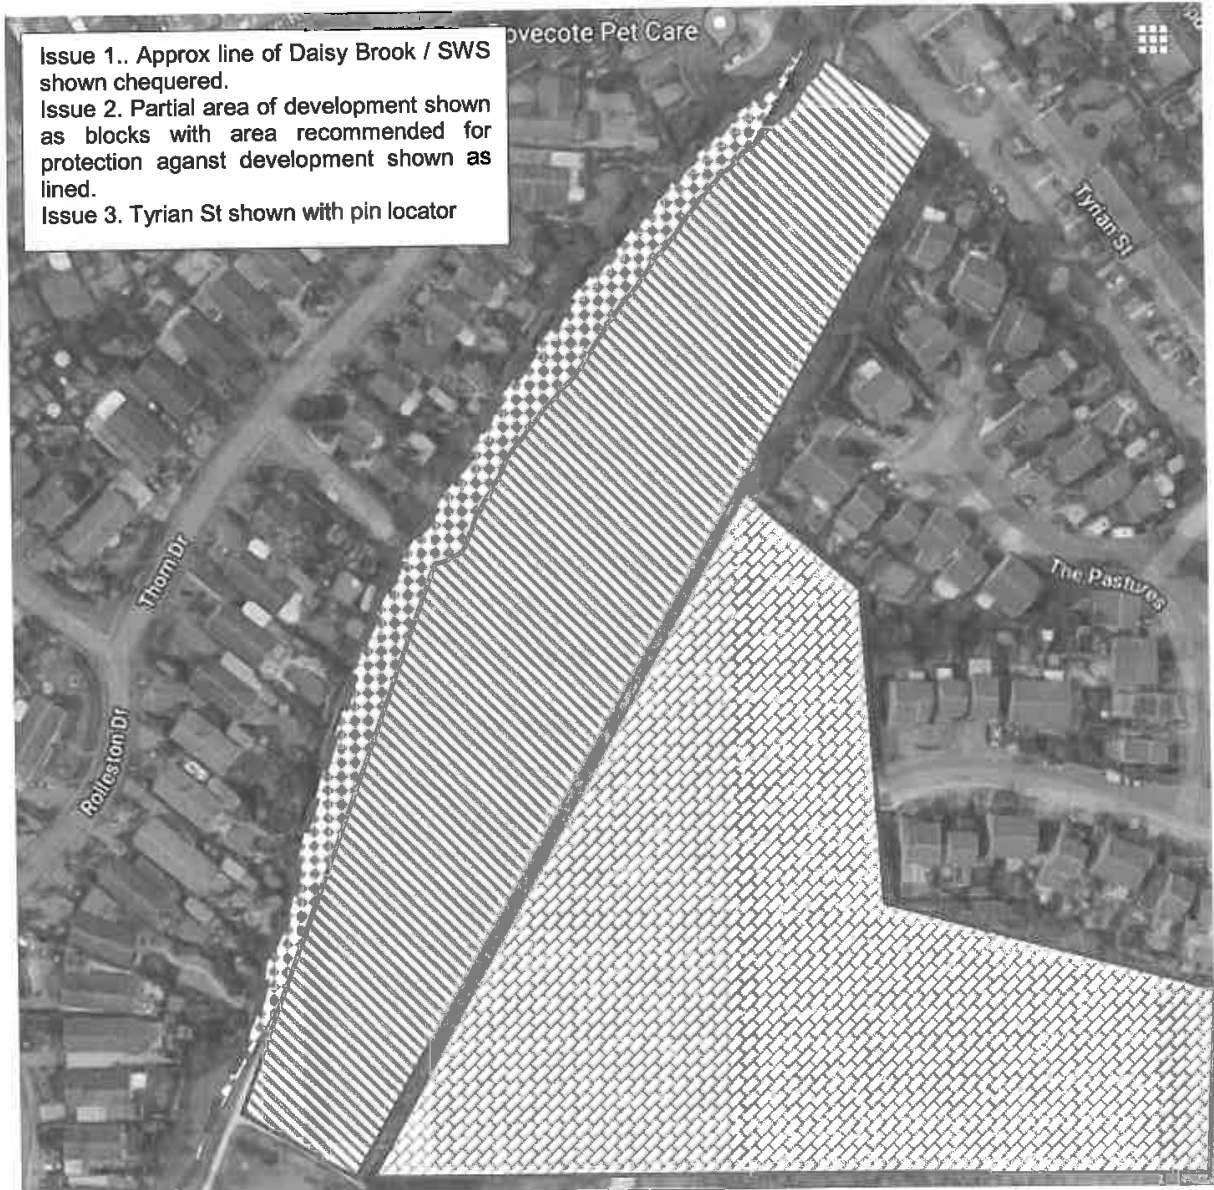 Issue 1.. Approx line of Daisy Brook / SWS
shown chequered.
Issue 2. Partial area of development shown
as blocks with area recommended for
protection aganst development shown as
lined.
Issue 3. Tyrian St shown with pin locator
ovecote Pet Care
Tyrian St
Thorn Dr
The Pastures
Rolleston Dr